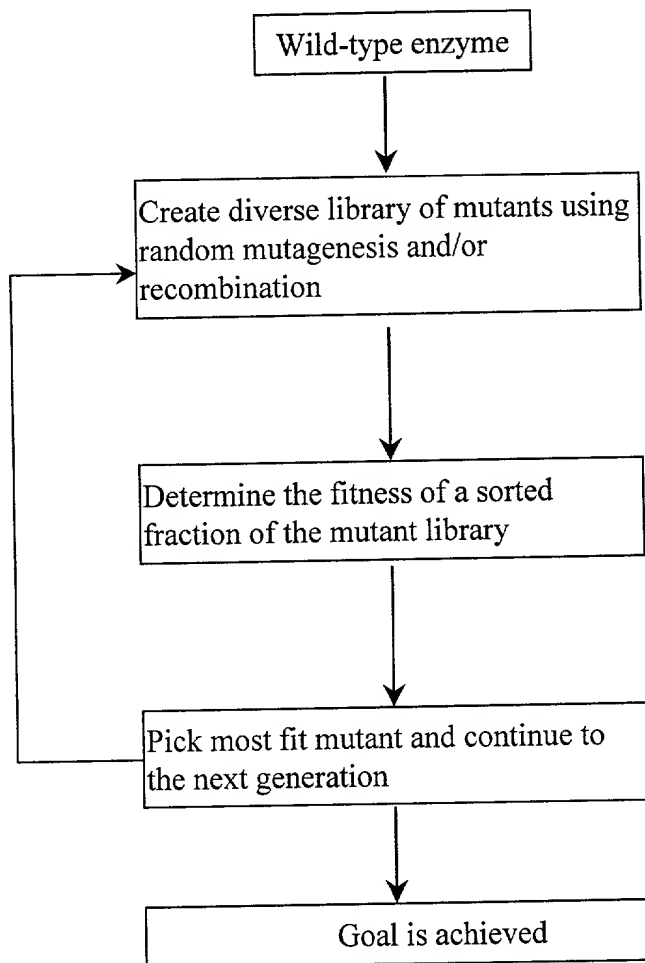 Wild-type enzyme
Create diverse library of mutants using
random mutagenesis and/or
recombination
Determine the fitness of a sorted
fraction of the mutant library
Pick most fit mutant and continue to
the next generation
Goal is achieved